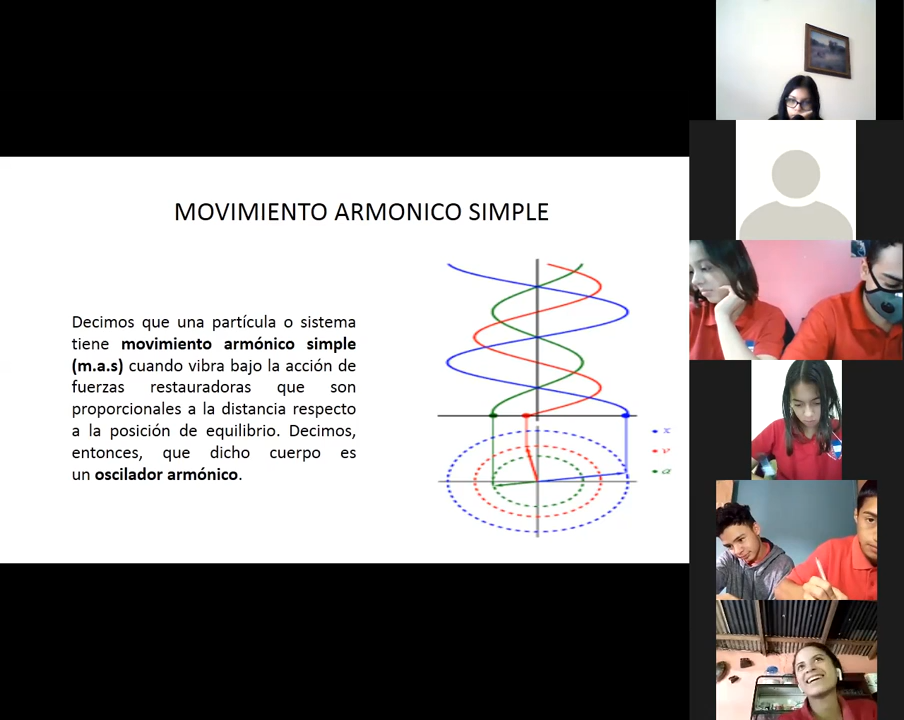 MOVIMIENTO ARMONICO SIMPLE
Decimos que una partícula o sistema
tiene movimiento armónico simple
(m.a.s) cuando vibra bajo la acción de
fuerzas restauradoras que son
proporcionales a la distancia respecto
a la posición de equilibrio. Decimos,
entonces, que dicho cuerpo es
un oscilador armónico.
x
v
a